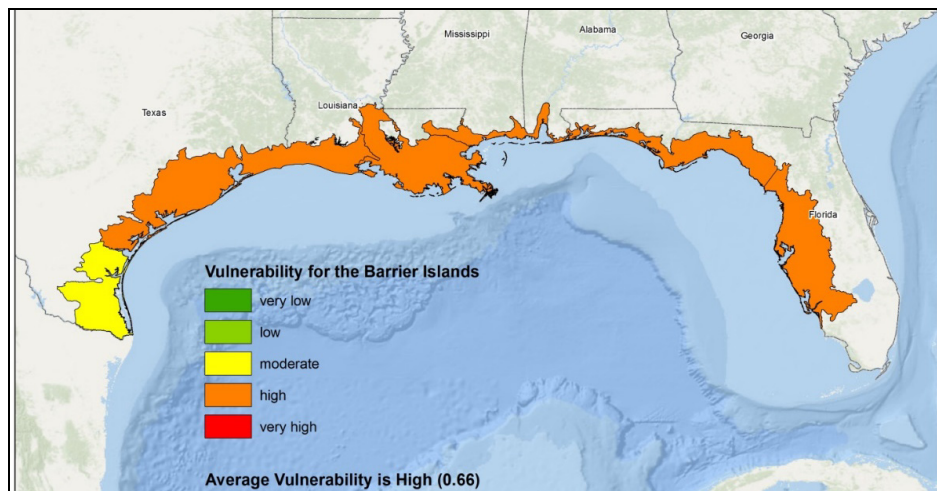 Mississippi
Alabama
Georgia
Texas
Louisiana
Florida
Vulnerability for the Barrier Islands
very low
low
moderate
high
very high
Average Vulnerability is High (0.66)